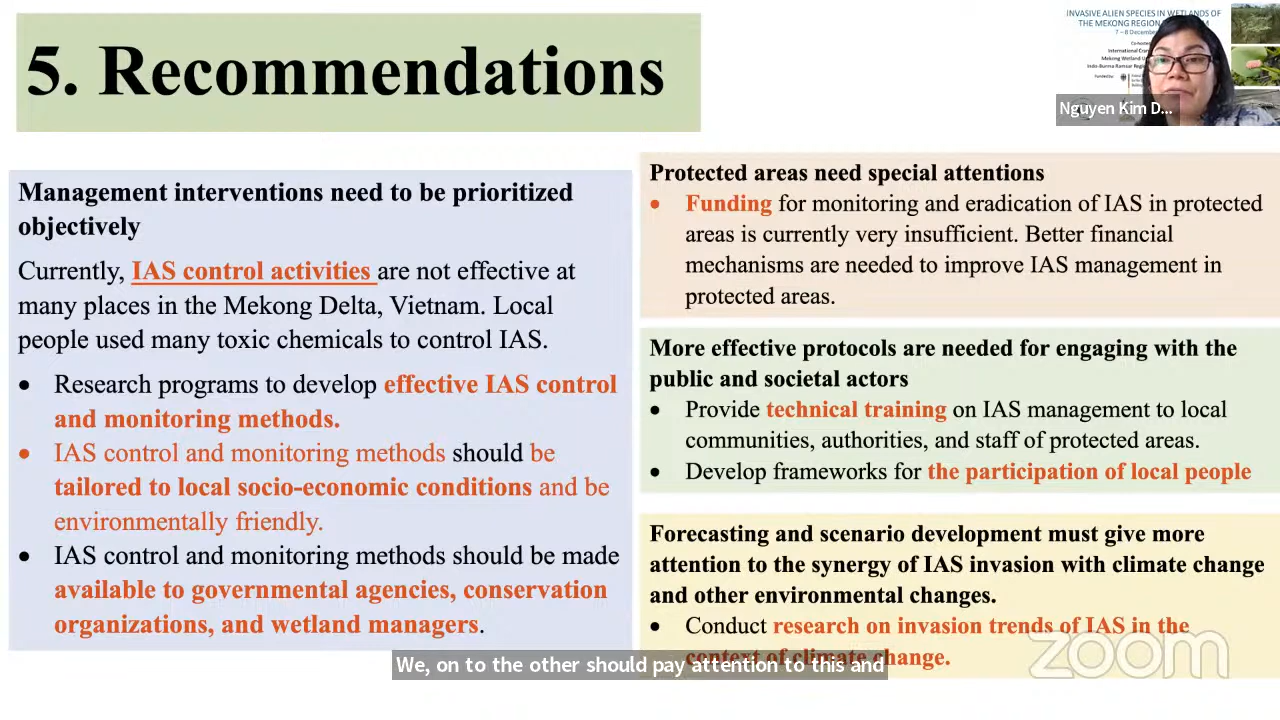 5. Recommendations
INVASIVE ALIEN SPECIES IN WETLANDS OF
THE MEKONG REGION
7 – 8 December
Nguyen Kim D...
Management interventions need to be prioritized
objectively
Currently, IAS control activities are not effective at
many places in the Mekong Delta, Vietnam. Local
people used many toxic chemicals to control IAS.
• Research programs to develop effective IAS control
and monitoring methods.
• IAS control and monitoring methods should be
tailored to local socio-economic conditions and be
environmentally friendly.
• IAS control and monitoring methods should be made
available to governmental agencies, conservation
organizations, and wetland managers.
Protected areas need special attentions
• Funding for monitoring and eradication of IAS in protected
areas is currently very insufficient. Better financial
mechanisms are needed to improve IAS management in
protected areas.
More effective protocols are needed for engaging with the
public and societal actors
• Provide technical training on IAS management to local
communities, authorities, and staff of protected areas.
• Develop frameworks for the participation of local people
Forecasting and scenario development must give more
attention to the synergy of IAS invasion with climate change
and other environmental changes.
• Conduct research on invasion trends of IAS in the
context of climate change.
We, on to the other should pay attention to this and
zoom